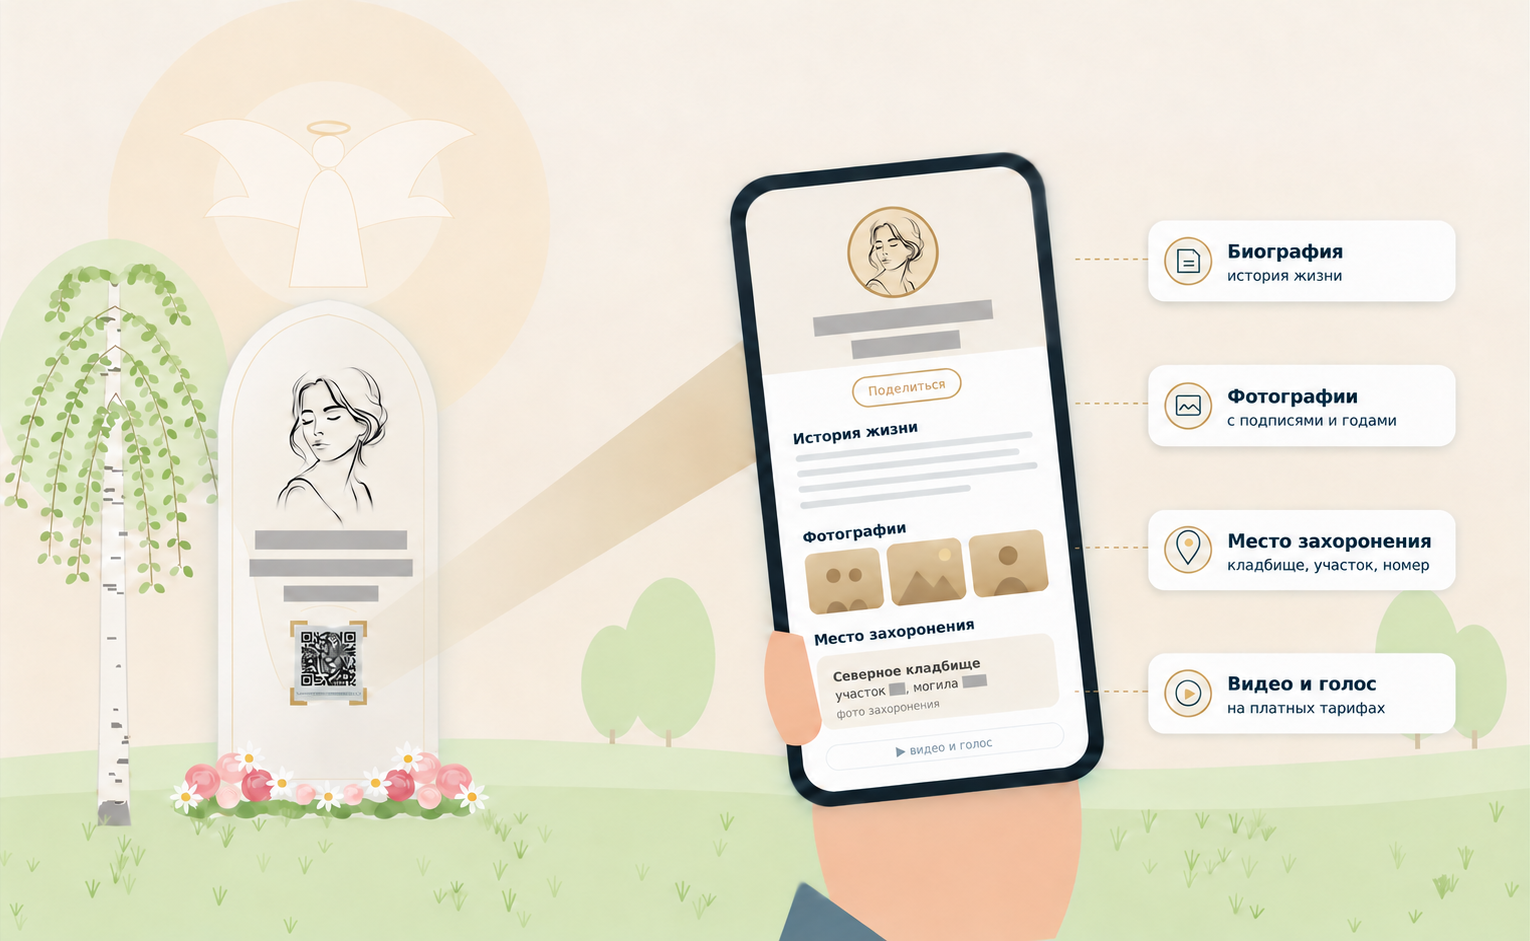 Поделиться
История жизни
Фотографии
Место захоронения
Северное кладбище
участок , могила
фото захоронения
▶ видео и голос
Биография
история жизни
Фотографии
с подписями и годами
Место захоронения
кладбище, участок, номер
Видео и голос
на платных тарифах